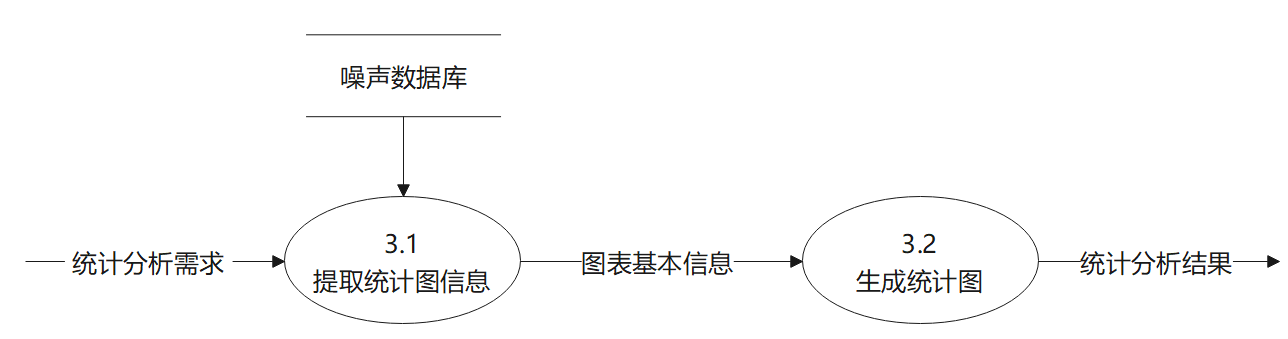 噪声数据库
统计分析需求
3.1
提取统计图信息
图表基本信息
3.2
生成统计图
统计分析结果